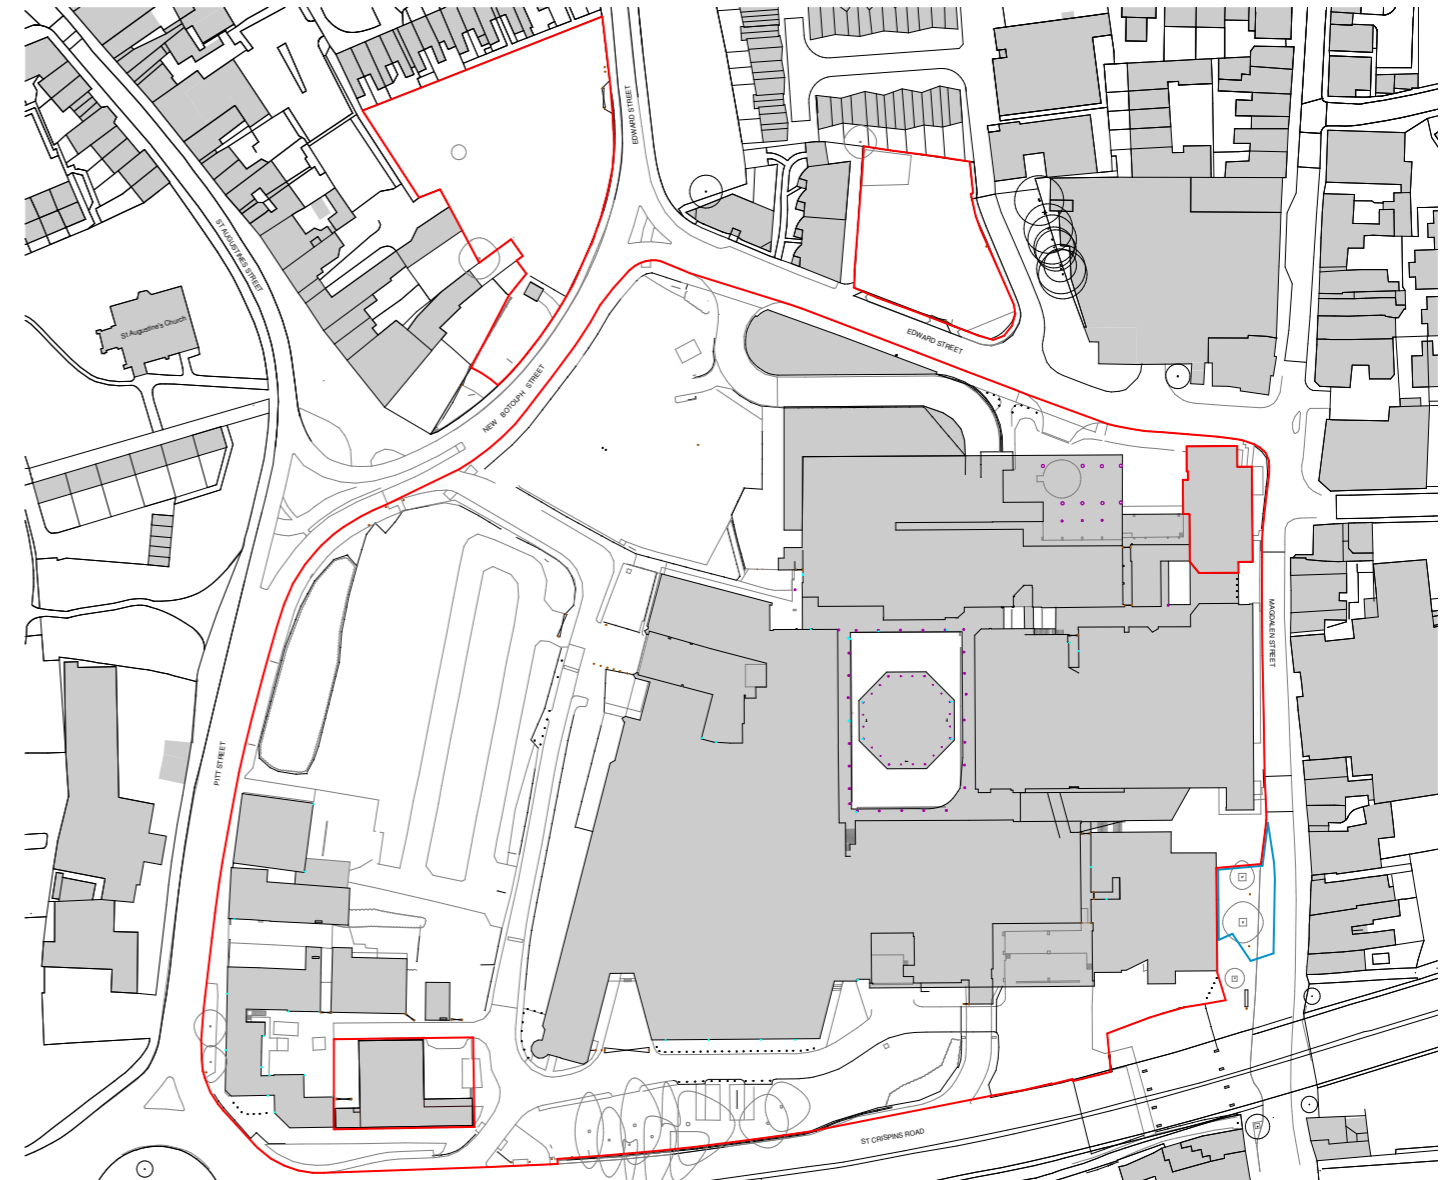 EDWARD STREET
ST AUGUSTINES STREET
St Augustine's Church
EDWARD STREET
NEW BOTOLPH STREET
MAGDALEN STREET
PITT STREET
ST CRISPINS ROAD